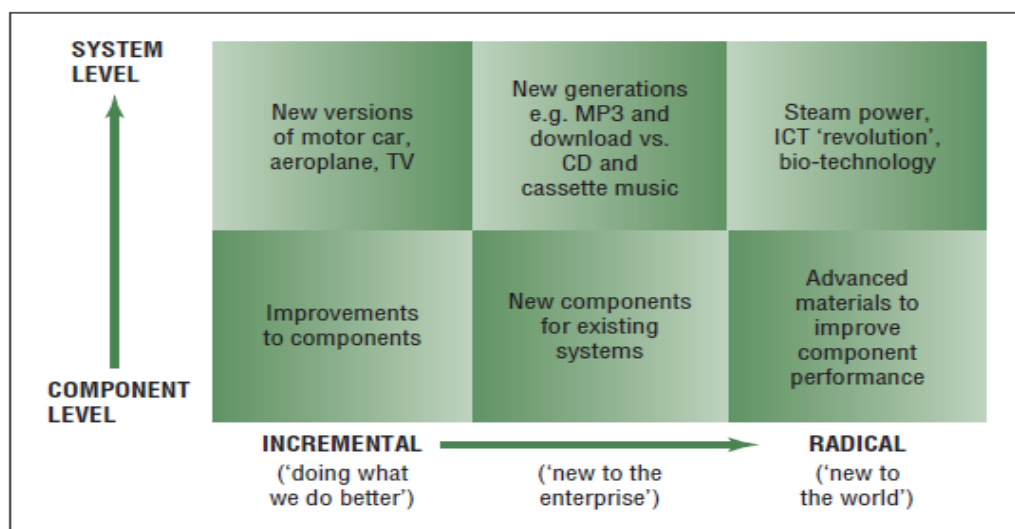 SYSTEM
LEVEL
New versions
of motor car,
aeroplane, TV
New generations
e.g. MP3 and
download vs.
CD and
cassette music
Steam power,
ICT ‘revolution’,
bio-technology
Improvements
to components
New components
for existing
systems
Advanced
materials to
improve
component
performance
COMPONENT
LEVEL
INCREMENTAL
(‘doing what
we do better’)
(‘new to the
enterprise’)
RADICAL
(‘new to
the world’)